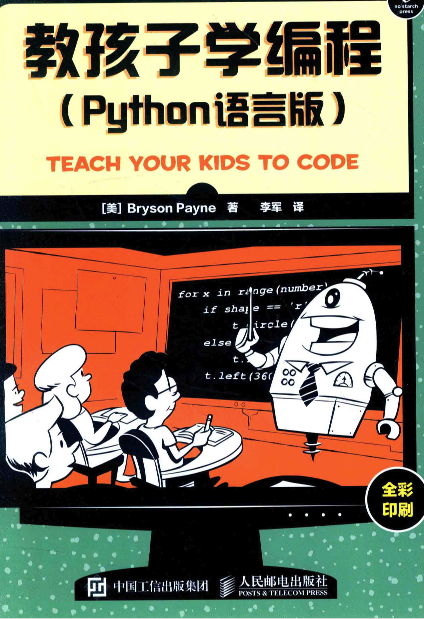 no starch
press
教孩子学编程
（Python语言版）
TEACH YOUR KIDS TO CODE
［美］Bryson Payne 著 李军 译
for x in range(number
if shape == 'r'
t.circle(
else
t.
t.left(360
全彩
印刷
中国工信出版集团
人民邮电出版社
POSTS & TELECOM PRESS